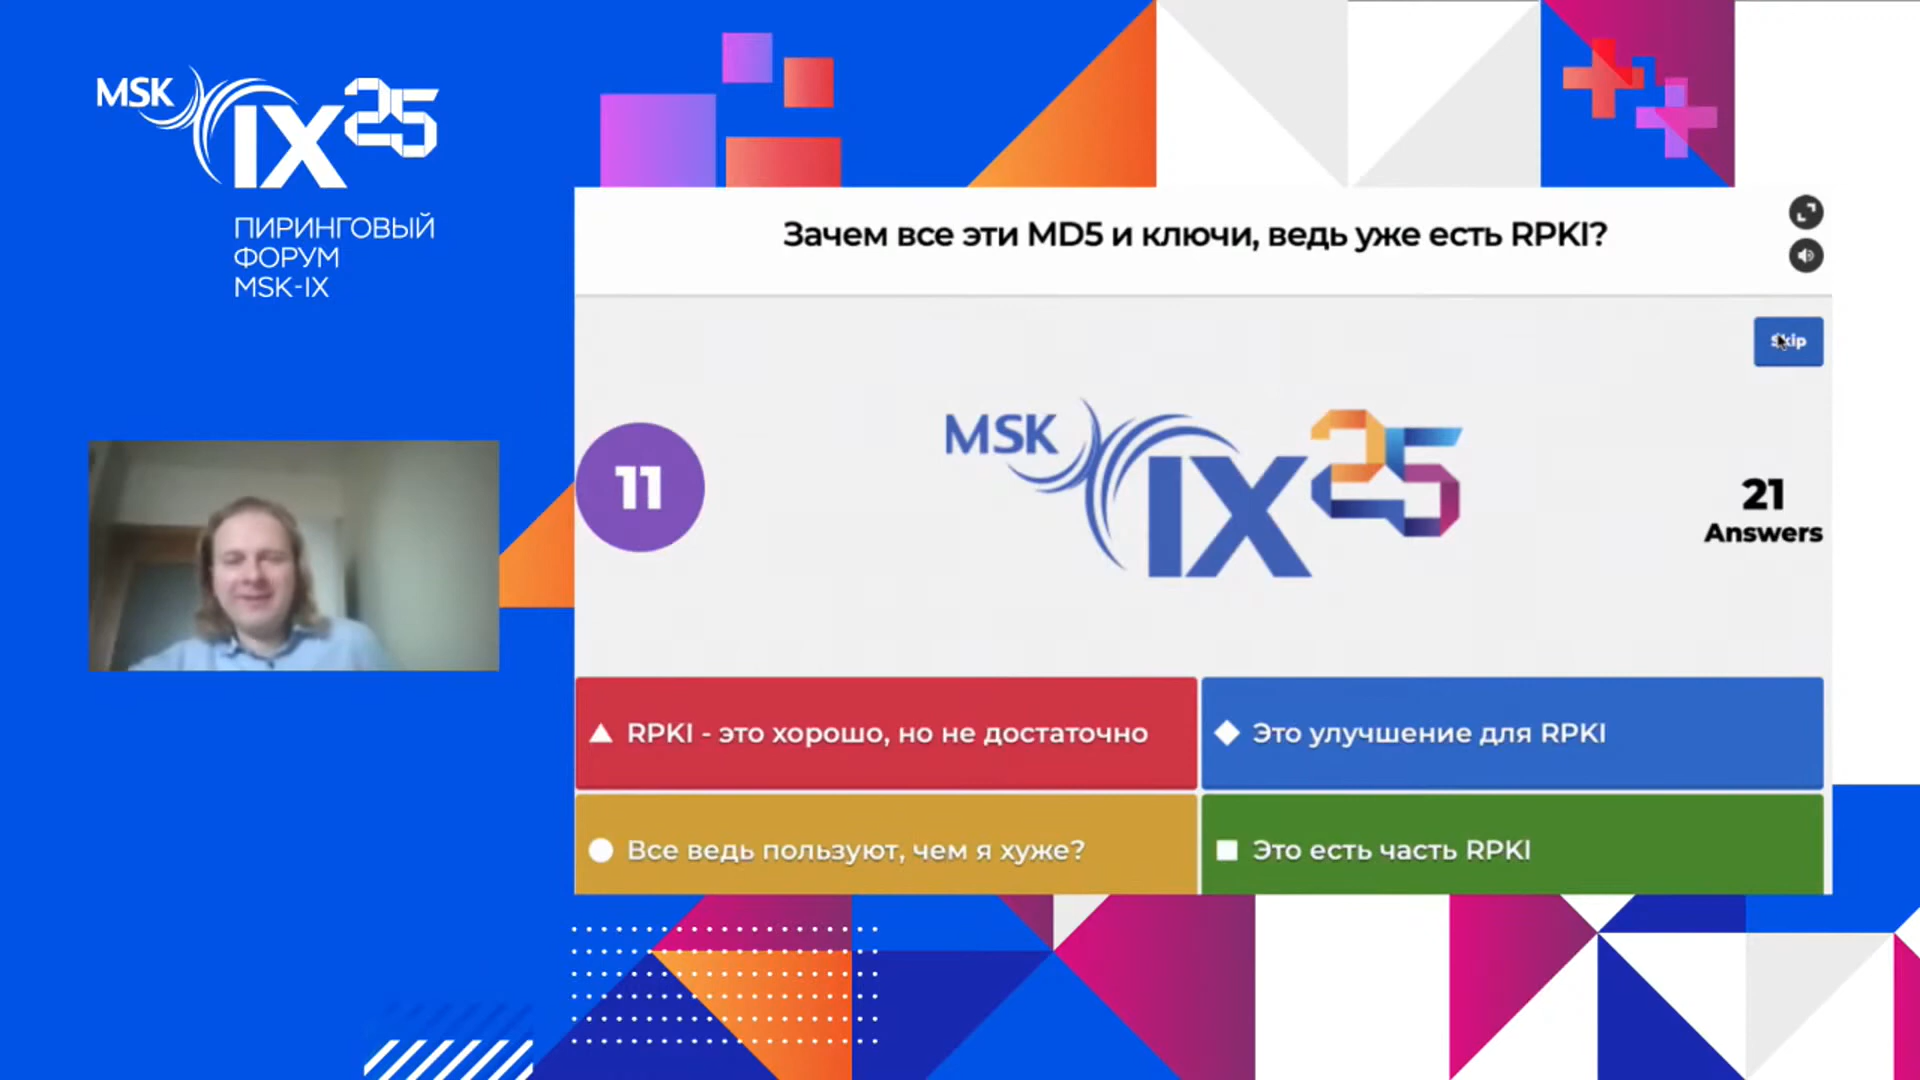 MSK IX 25
ПИРИНГОВЫЙ
ФОРУМ
MSK-IX
Зачем все эти MD5 и ключи, ведь уже есть RPKI?
Skip
11
MSK IX 25
21
Answers
RPKI - это хорошо, но не достаточно
Это улучшение для RPKI
Все ведь пользуют, чем я хуже?
Это есть часть RPKI